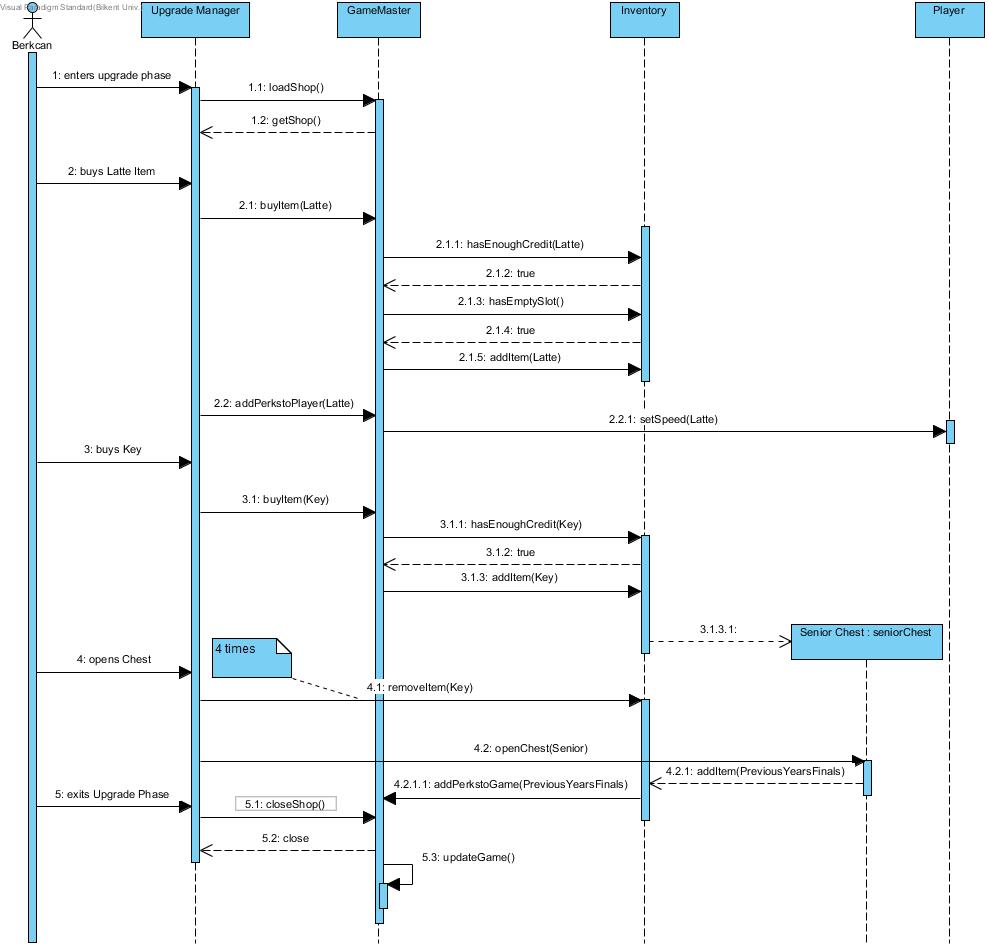 Visual Paradigm Standard(Bilkent Univ.
Berkcan
Upgrade Manager
GameMaster
Inventory
Player
1: enters upgrade phase
1.1: loadShop()
1.2: getShop()
2: buys Latte Item
2.1: buyItem(Latte)
2.1.1: hasEnoughCredit(Latte)
2.1.2: true
2.1.3: hasEmptySlot()
2.1.4: true
2.1.5: addItem(Latte)
2.2: addPerkstoPlayer(Latte)
2.2.1: setSpeed(Latte)
3: buys Key
3.1: buyItem(Key)
3.1.1: hasEnoughCredit(Key)
3.1.2: true
3.1.3: addItem(Key)
3.1.3.1:
Senior Chest : seniorChest
4 times
4: opens Chest
4.1: removeItem(Key)
4.2: openChest(Senior)
4.2.1: addItem(PreviousYearsFinals)
4.2.1.1: addPerkstoGame(PreviousYearsFinals)
5: exits Upgrade Phase
5.1: closeShop()
5.2: close
5.3: updateGame()